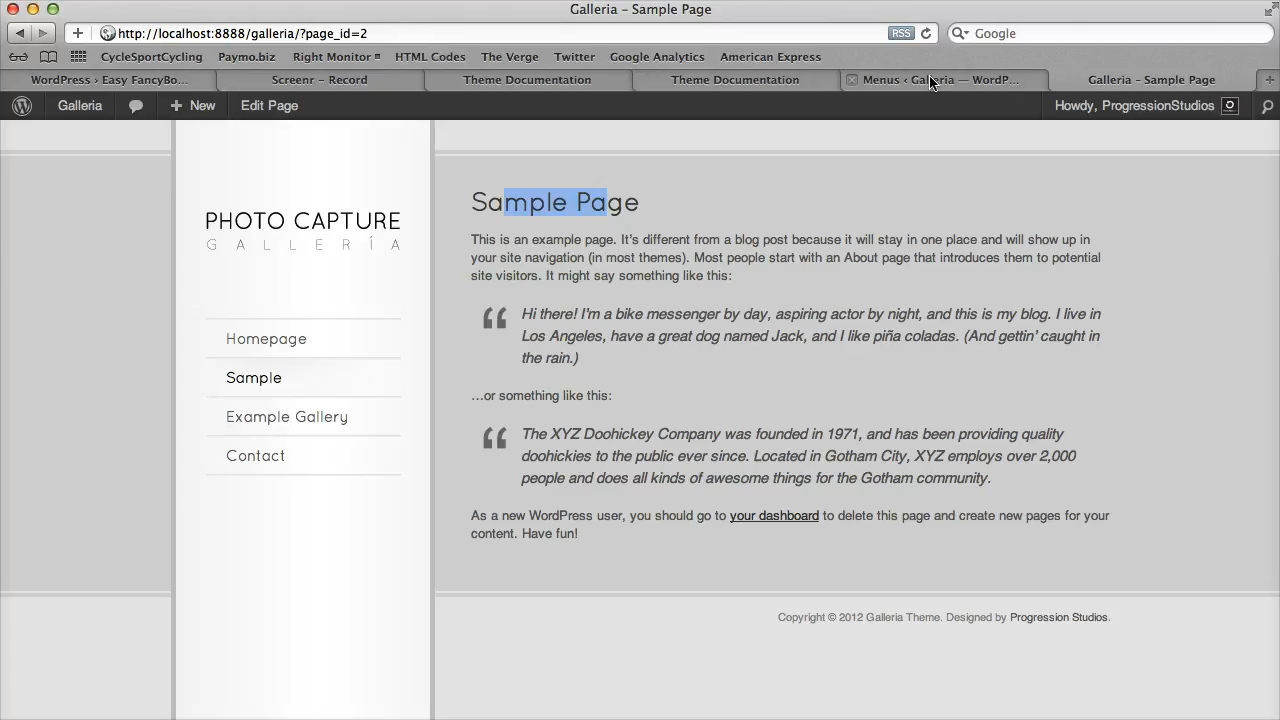 Galleria – Sample Page
http://localhost:8888/galleria/?page_id=2
RSS
Google
CycleSportCycling Paymo.biz Right Monitor HTML Codes The Verge Twitter Google Analytics American Express
WordPress › Easy FancyBo... Screenr – Record Theme Documentation Theme Documentation Menus ‹ Galleria — WordP... Galleria – Sample Page
Galleria New Edit Page Howdy, ProgressionStudios
PHOTO CAPTURE
GALLERIA
Homepage
Sample
Example Gallery
Contact
Sample Page
This is an example page. It’s different from a blog post because it will stay in one place and will show up in
your site navigation (in most themes). Most people start with an About page that introduces them to potential
site visitors. It might say something like this:
Hi there! I’m a bike messenger by day, aspiring actor by night, and this is my blog. I live in
Los Angeles, have a great dog named Jack, and I like piña coladas. (And gettin’ caught in
the rain.)
…or something like this:
The XYZ Doohickey Company was founded in 1971, and has been providing quality
doohickies to the public ever since. Located in Gotham City, XYZ employs over 2,000
people and does all kinds of awesome things for the Gotham community.
As a new WordPress user, you should go to your dashboard to delete this page and create new pages for your
content. Have fun!
Copyright © 2012 Galleria Theme. Designed by Progression Studios.